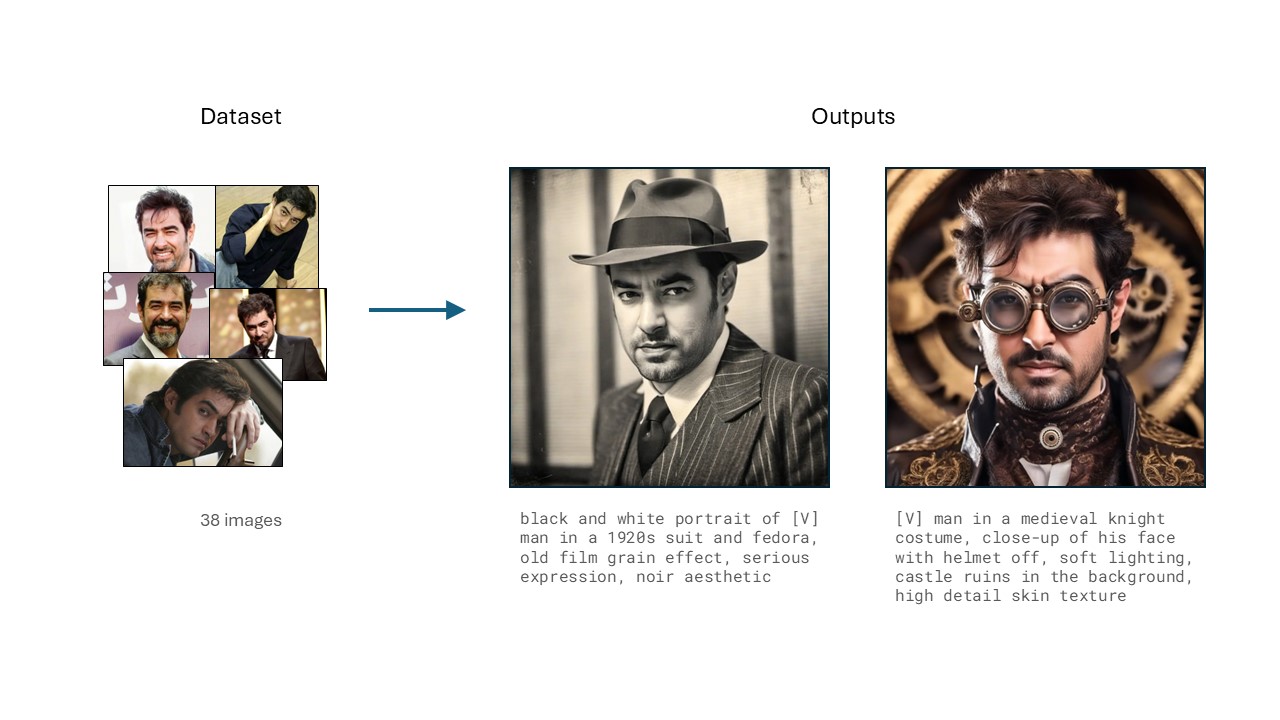 Dataset
Outputs
38 images
black and white portrait of [V]
man in a 1920s suit and fedora,
old film grain effect, serious
expression, noir aesthetic
[V] man in a medieval knight
costume, close-up of his face
with helmet off, soft lighting,
castle ruins in the background,
high detail skin texture